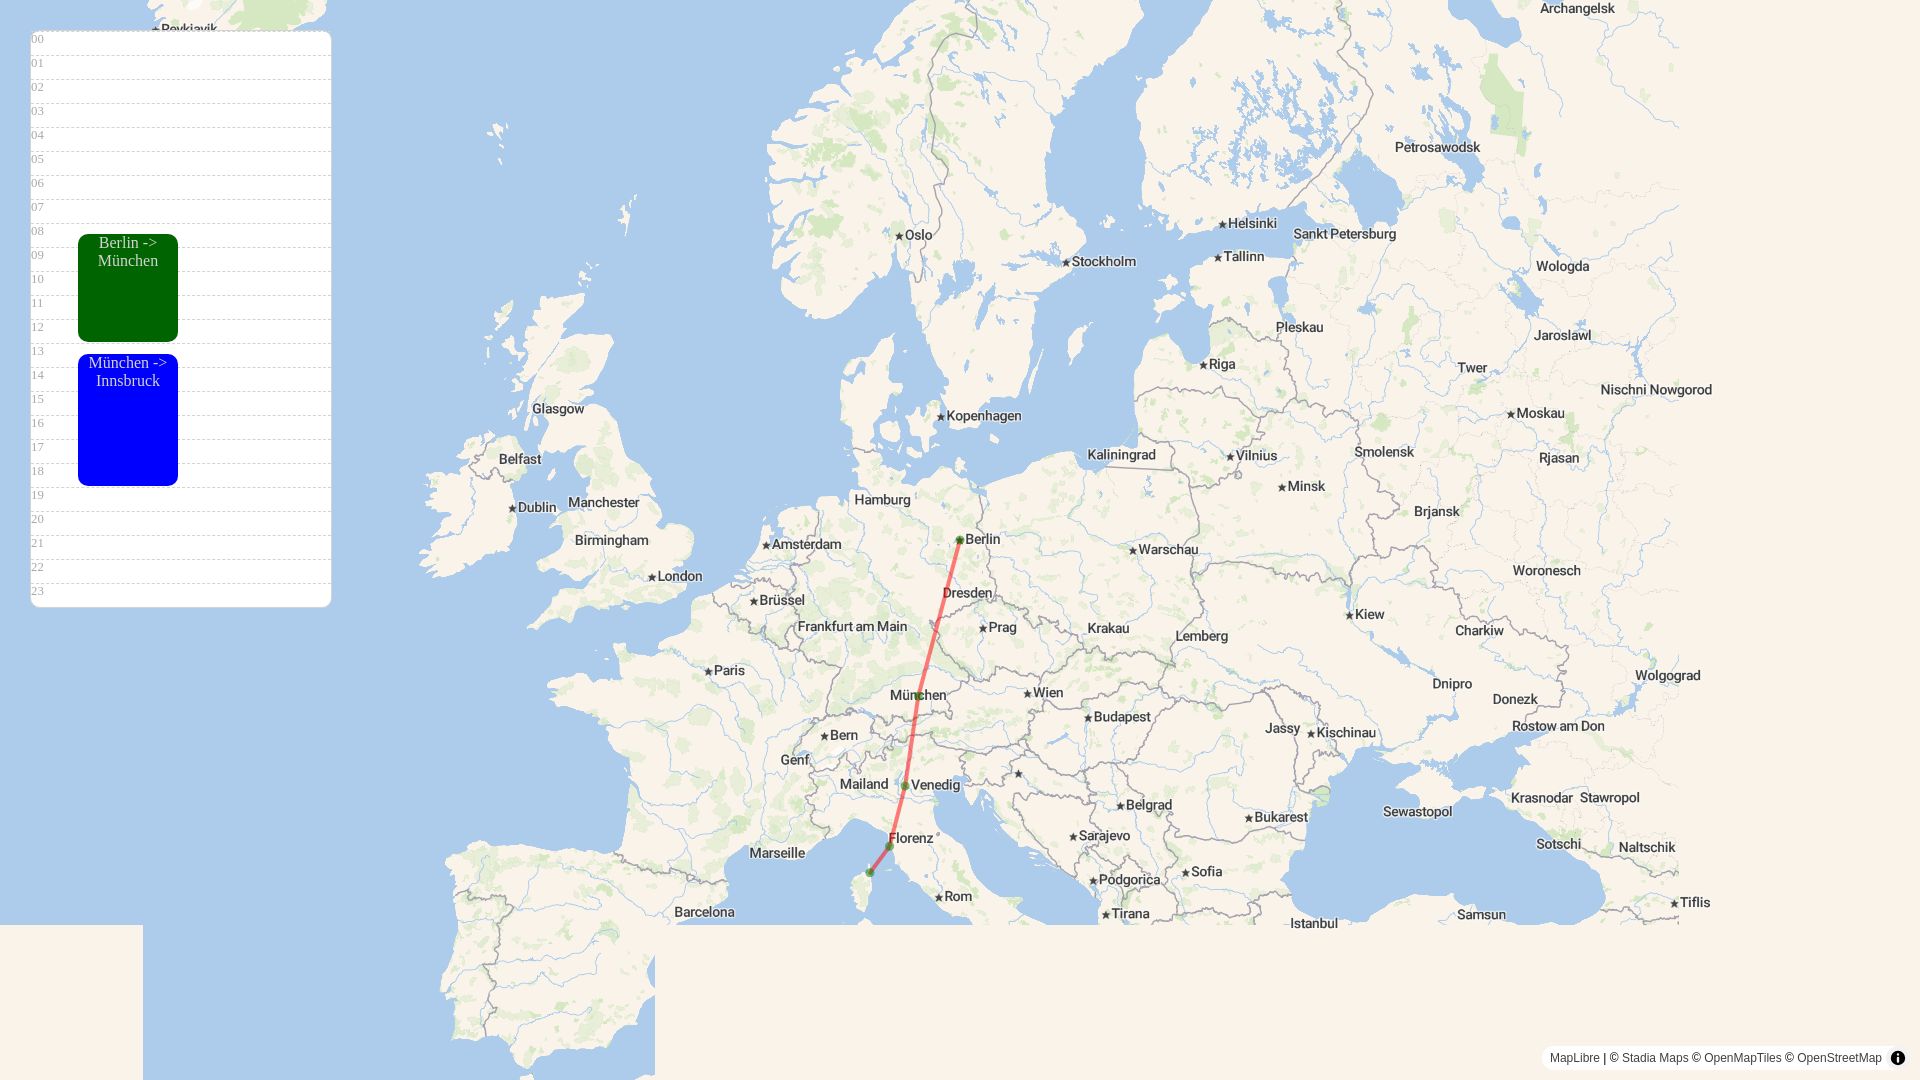 Archangelsk
Reykjavík
00
01
02
03
04
05
06
07
08
09
10
11
12
13
14
15
16
17
18
19
20
21
22
23
Berlin ->
München
München ->
Innsbruck
Petrosawodsk
Helsinki
Sankt Petersburg
Oslo
Tallinn
Stockholm
Wologda
Pleskau
Jaroslawl
Riga
Twer
Nischni Nowgorod
Glasgow
Kopenhagen
Moskau
Kaliningrad
Vilnius
Smolensk
Rjasan
Belfast
Minsk
Hamburg
Manchester
Dublin
Brjansk
Birmingham
Amsterdam
Berlin
Warschau
London
Woronesch
Dresden
Brüssel
Kiew
Frankfurt am Main
Prag
Krakau
Lemberg
Charkiw
Paris
Wolgograd
Dnipro
München
Wien
Donezk
Budapest
Rostow am Don
Jassy
Kischinau
Bern
Genf
Mailand
Venedig
Krasnodar
Stawropol
Belgrad
Sewastopol
Bukarest
Florenz
Sarajevo
Sotschi
Naltschik
Marseille
Sofia
Podgorica
Rom
Tiflis
Barcelona
Tirana
Samsun
Istanbul
MapLibre | © Stadia Maps © OpenMapTiles © OpenStreetMap